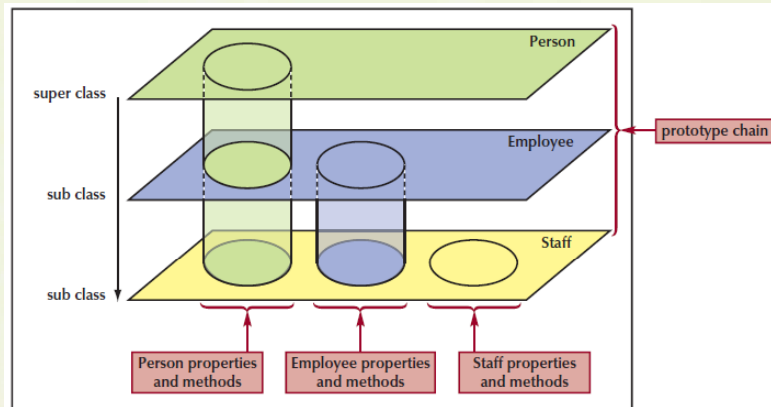 Person
super class
prototype chain
Employee
sub class
Staff
sub class
Person properties
and methods
Employee properties
and methods
Staff properties
and methods